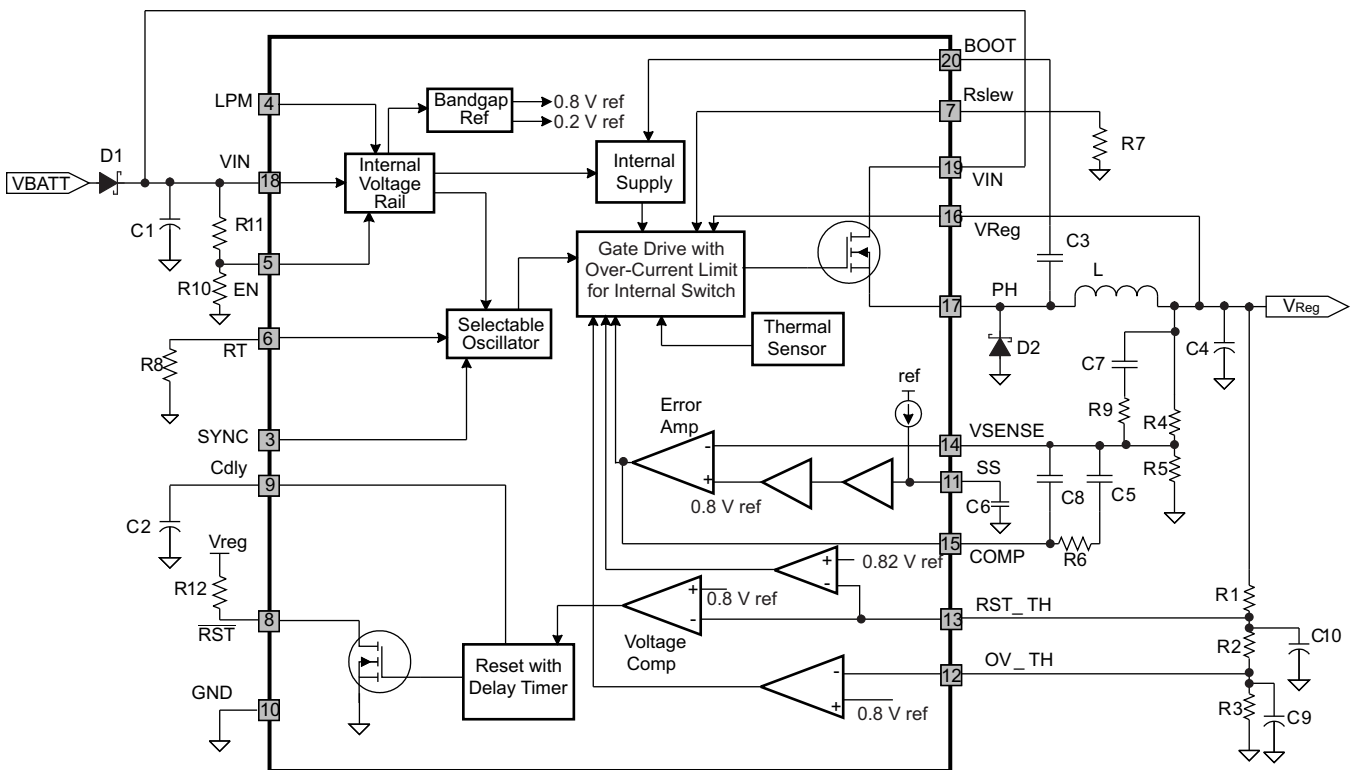 BOOT
20
LPM
4
Bandgap
Ref
0.8 V ref
0.2 V ref
Rslew
7
R7
D1
VBATT
VIN
18
Internal
Voltage
Rail
Internal
Supply
19
VIN
C1
R11
16
VReg
C3
5
R10
EN
Gate Drive with
Over-Current Limit
for Internal Switch
L
17
PH
VReg
6
RT
R8
Selectable
Oscillator
Thermal
Sensor
D2
C7
C4
ref
R9
R4
SYNC
3
Error
Amp
-
+
14
VSENSE
Cdly
9
0.8 V ref
11
SS
C6
C8
C5
R5
C2
Vreg
15
COMP
R6
R12
+
-
0.82 V ref
8
RST
+
-
0.8 V ref
Voltage
Comp
13
RST_TH
R1
C10
R2
Reset with
Delay Timer
12
OV_TH
-
+
0.8 V ref
GND
10
R3
C9